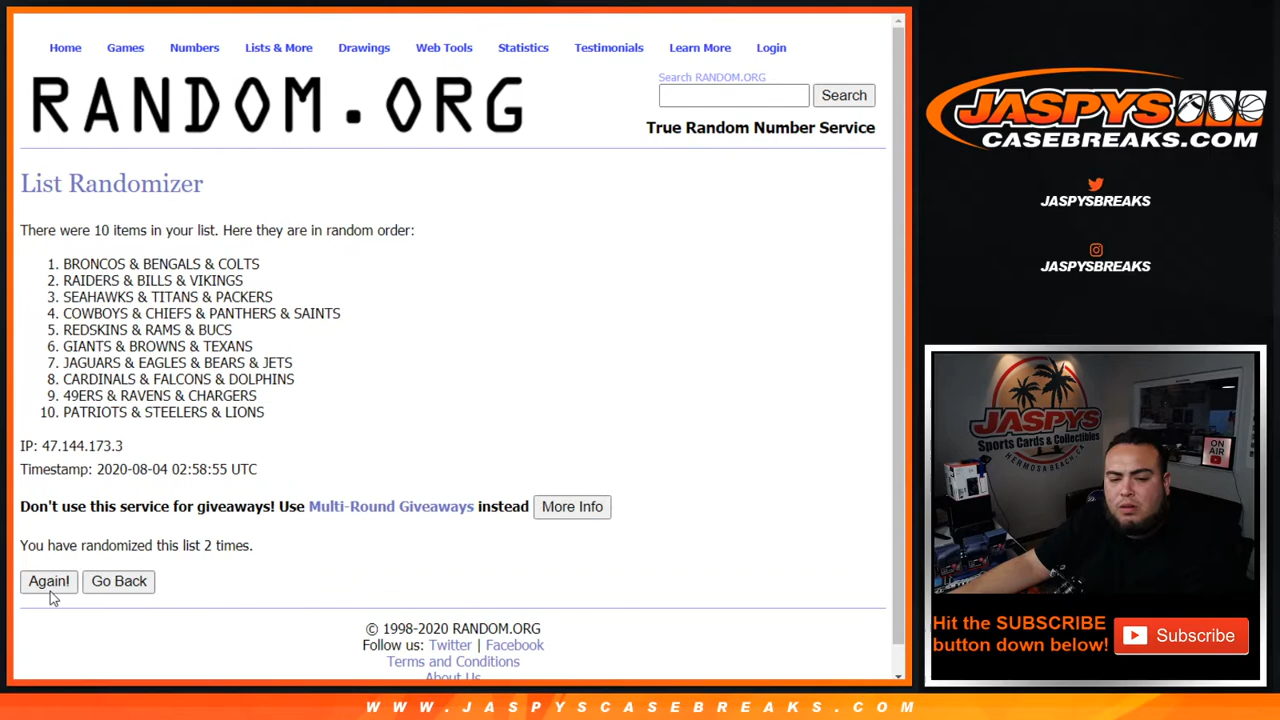 Home Games Numbers Lists & More Drawings Web Tools Statistics Testimonials Learn More Login
RANDOM.ORG
Search RANDOM.ORG
Search
True Random Number Service
List Randomizer
There were 10 items in your list. Here they are in random order:
1. BRONCOS & BENGALS & COLTS
2. RAIDERS & BILLS & VIKINGS
3. SEAHAWKS & TITANS & PACKERS
4. COWBOYS & CHIEFS & PANTHERS & SAINTS
5. REDSKINS & RAMS & BUCS
6. GIANTS & BROWNS & TEXANS
7. JAGUARS & EAGLES & BEARS & JETS
8. CARDINALS & FALCONS & DOLPHINS
9. 49ERS & RAVENS & CHARGERS
10. PATRIOTS & STEELERS & LIONS
IP: 47.144.173.3
Timestamp: 2020-08-04 02:58:55 UTC
Don't use this service for giveaways! Use Multi-Round Giveaways instead More Info
You have randomized this list 2 times.
Again! Go Back
© 1998-2020 RANDOM.ORG
Follow us: Twitter | Facebook
Terms and Conditions
About Us
JASPYS
CASEBREAKS.COM
JASPYSBREAKS
JASPYSBREAKS
JASPYS
Sports Cards & Collectibles
HERMOSA BEACH, CA
ON
AIR
Hit the SUBSCRIBE
button down below!
Subscribe
WWW.JASPYSCASEBREAKS.COM